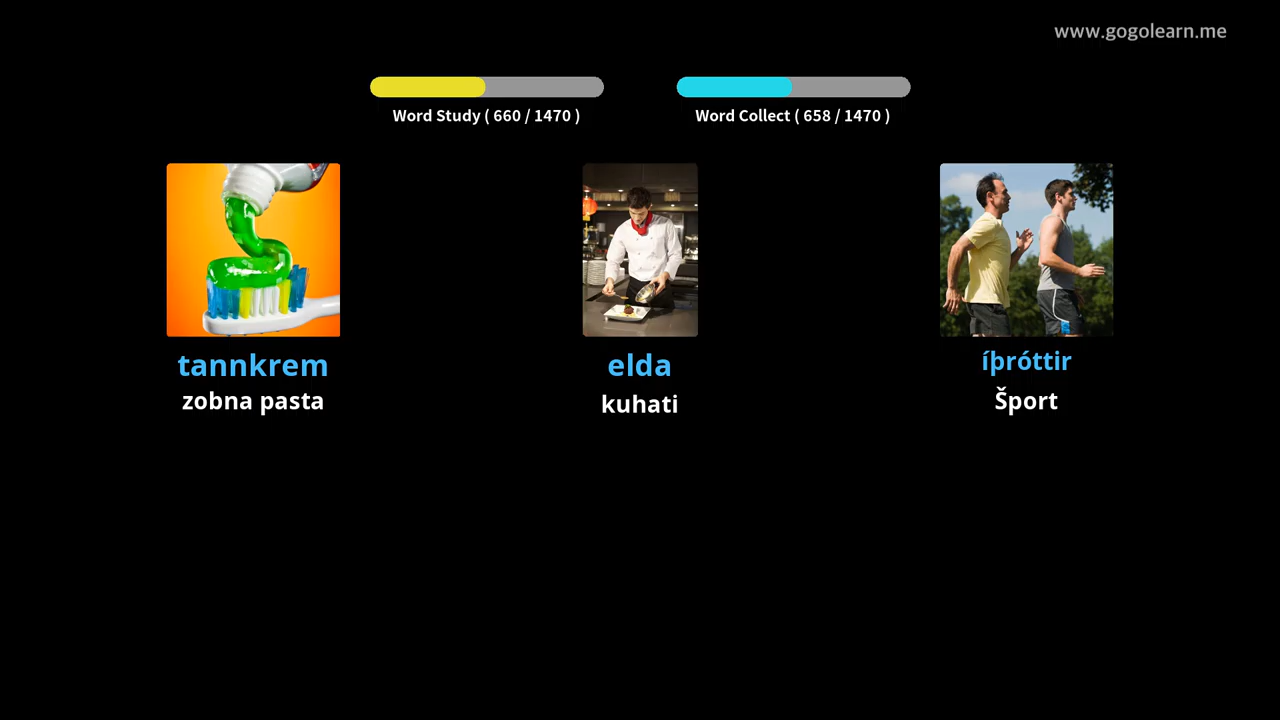 www.gogolearn.me
Word Study ( 660 / 1470 )
Word Collect ( 658 / 1470 )
tannkrem
zobna pasta
elda
kuhati
íþróttir
Šport